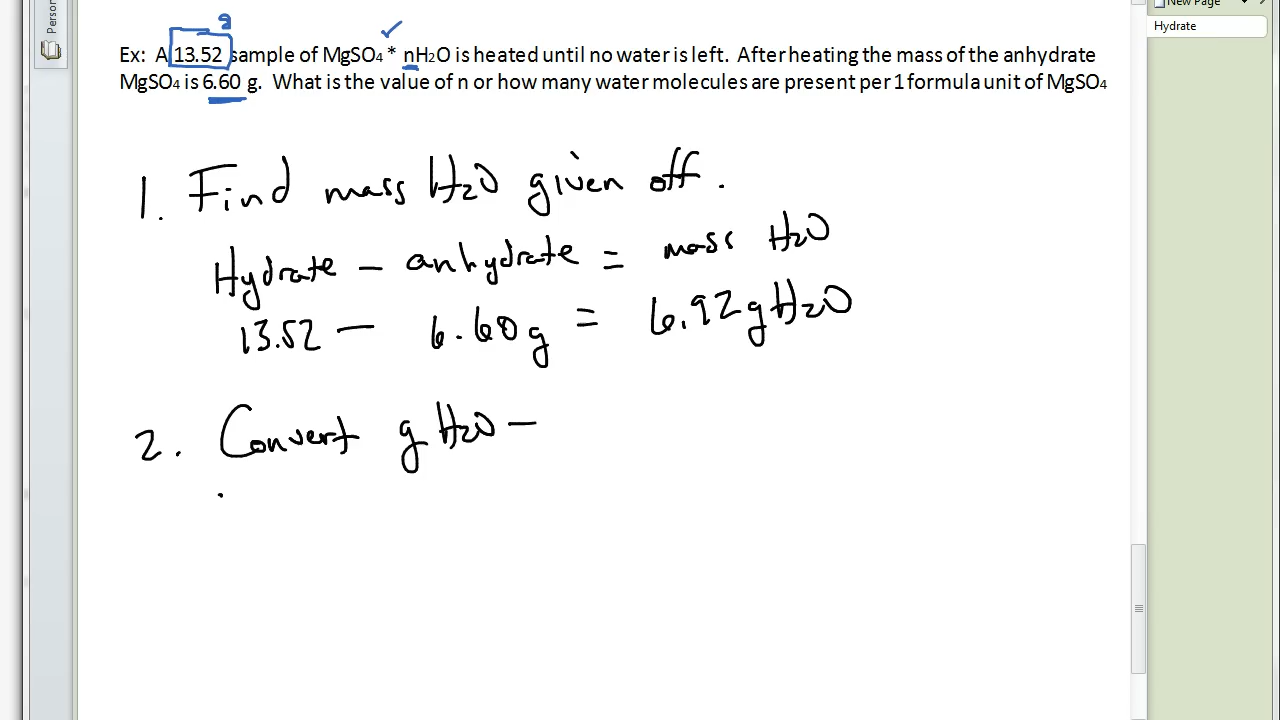 Person
New Page
Hydrate
g
Ex: A 13.52 sample of MgSO4 * nH2O is heated until no water is left. After heating the mass of the anhydrate
MgSO4 is 6.60 g. What is the value of n or how many water molecules are present per 1 formula unit of MgSO4
1. Find mass H2O given off.
Hydrate – anhydrate = mass H2O
13.52 – 6.60g = 6.92g H2O
2. Convert g H2O –